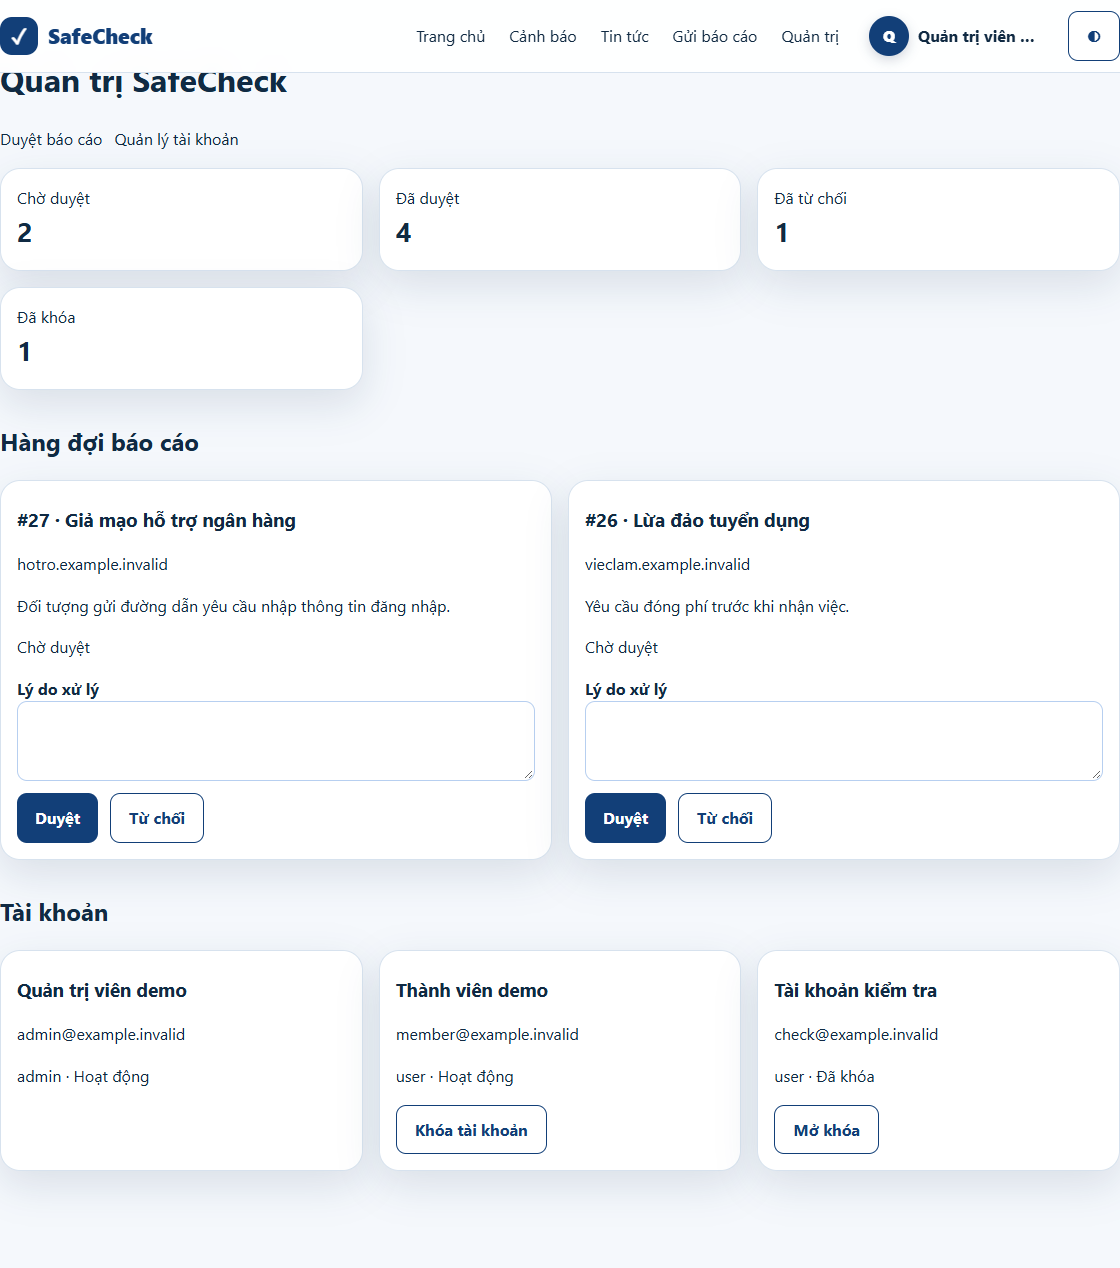 SafeCheck
Trang chủ Cảnh báo Tin tức Gửi báo cáo Quản trị Q Quản trị viên ...
Quản trị SafeCheck
Duyệt báo cáo Quản lý tài khoản
Chờ duyệt
2
Đã duyệt
4
Đã từ chối
1
Đã khóa
1
Hàng đợi báo cáo
#27 · Giả mạo hỗ trợ ngân hàng
hotro.example.invalid
Đối tượng gửi đường dẫn yêu cầu nhập thông tin đăng nhập.
Chờ duyệt
Lý do xử lý
Duyệt Từ chối
#26 · Lừa đảo tuyển dụng
vieclam.example.invalid
Yêu cầu đóng phí trước khi nhận việc.
Chờ duyệt
Lý do xử lý
Duyệt Từ chối
Tài khoản
Quản trị viên demo
admin@example.invalid
admin · Hoạt động
Thành viên demo
member@example.invalid
user · Hoạt động
Khóa tài khoản
Tài khoản kiểm tra
check@example.invalid
user · Đã khóa
Mở khóa